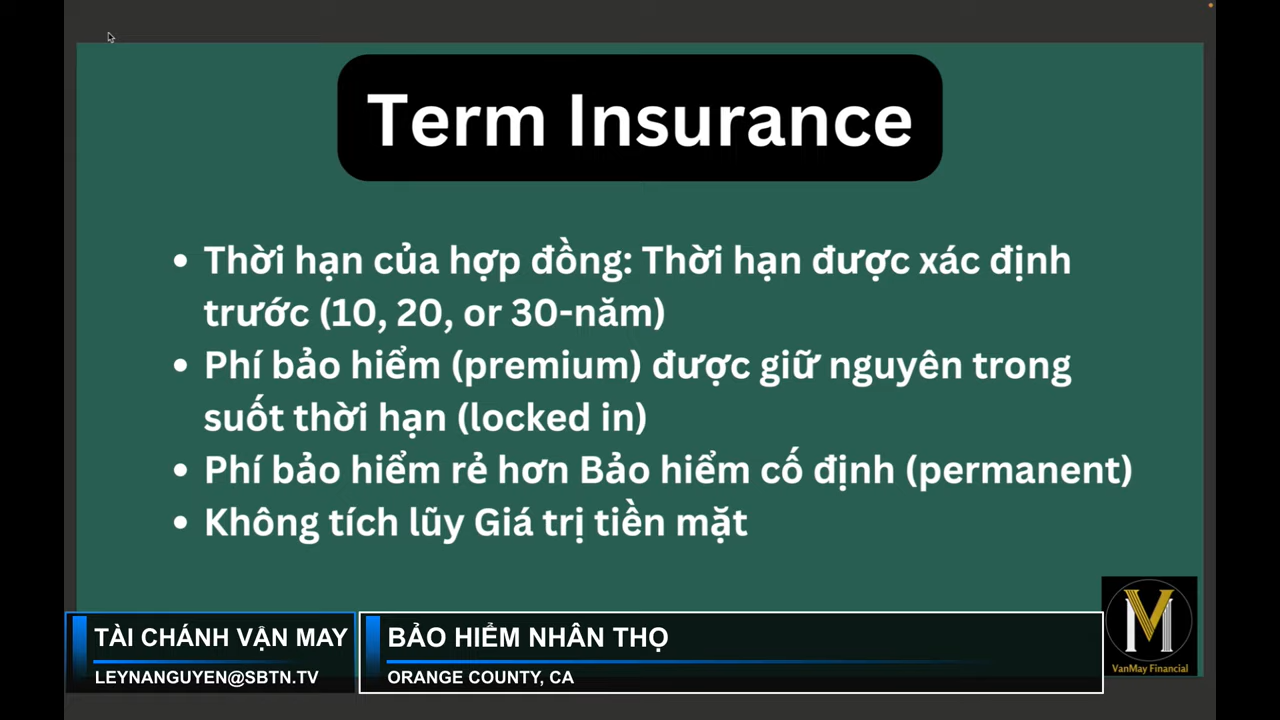 Term Insurance
• Thời hạn của hợp đồng: Thời hạn được xác định
trước (10, 20, or 30-năm)
• Phí bảo hiểm (premium) được giữ nguyên trong
suốt thời hạn (locked in)
• Phí bảo hiểm rẻ hơn Bảo hiểm cố định (permanent)
• Không tích lũy Giá trị tiền mặt
VM
VanMay Financial
TÀI CHÁNH VẬN MAY
LEYNANGUYEN@SBTN.TV
BẢO HIỂM NHÂN THỌ
ORANGE COUNTY, CA